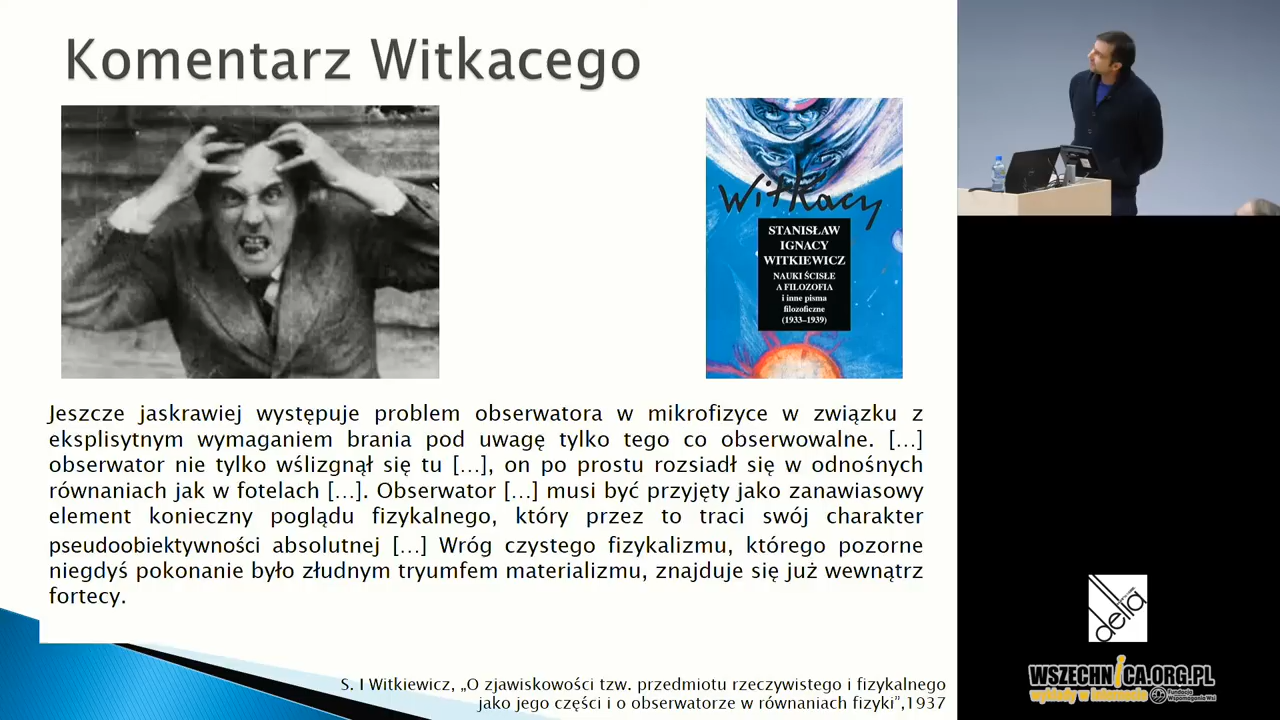 Komentarz Witkacego
Witkacy
STANISŁAW
IGNACY
WITKIEWICZ
NAUKI ŚCISŁE
A FILOZOFIA
i inne pisma
filozoficzne
(1933–1939)
Jeszcze jaskrawiej występuje problem obserwatora w mikrofizyce w związku z
eksplisytnym wymaganiem brania pod uwagę tylko tego co obserwowalne. […]
obserwator nie tylko wślizgnął się tu […], on po prostu rozsiadł się w odnośnych
równaniach jak w fotelach […]. Obserwator […] musi być przyjęty jako zanawiasowy
element konieczny poglądu fizykalnego, który przez to traci swój charakter
pseudoobiektywności absolutnej […] Wróg czystego fizykalizmu, którego pozorne
niegdyś pokonanie było złudnym tryumfem materializmu, znajduje się już wewnątrz
fortecy.
S. I Witkiewicz, „O zjawiskowości tzw. przedmiotu rzeczywistego i fizykalnego
jako jego części i o obserwatorze w równaniach fizyki”,1937
delta
WSZECHNICA.ORG.PL
wykłady w internecie
Fundacja
Wspomagania Wsi